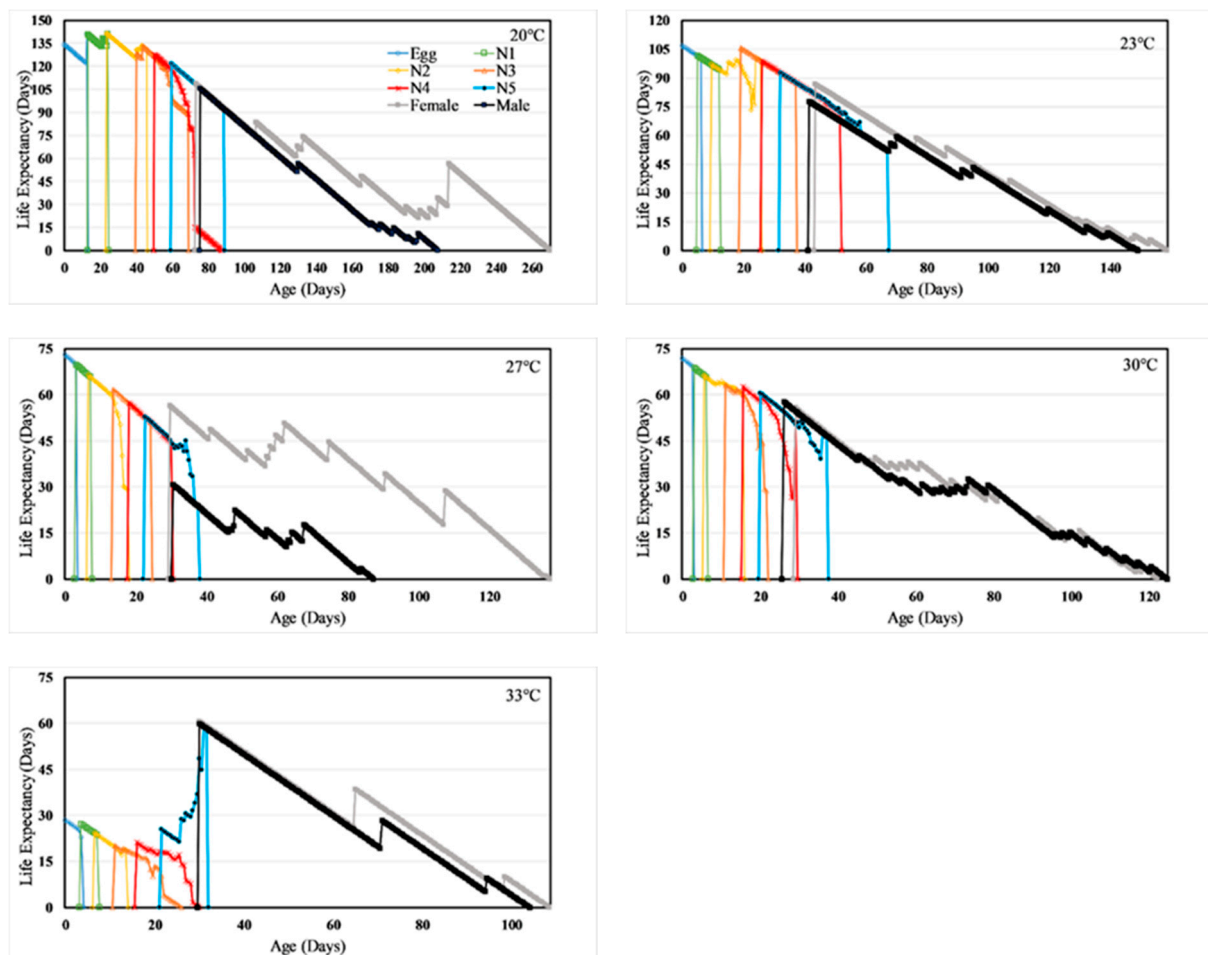 20°C
Life Expectancy (Days)
150
135
120
105
90
75
60
45
30
15
0
Egg N1
N2 N3
N4 N5
Female Male
0 20 40 60 80 100 120 140 160 180 200 220 240 260
Age (Days)
23°C
Life Expectancy (Days)
150
135
120
105
90
75
60
45
30
15
0
0 20 40 60 80 100 120 140
Age (Days)
27°C
Life Expectancy (Days)
75
60
45
30
15
0
0 20 40 60 80 100 120
Age (Days)
30°C
Life Expectancy (Days)
75
60
45
30
15
0
0 20 40 60 80 100 120
Age (Days)
33°C
Life Expectancy (Days)
75
60
45
30
15
0
0 20 40 60 80 100
Age (Days)